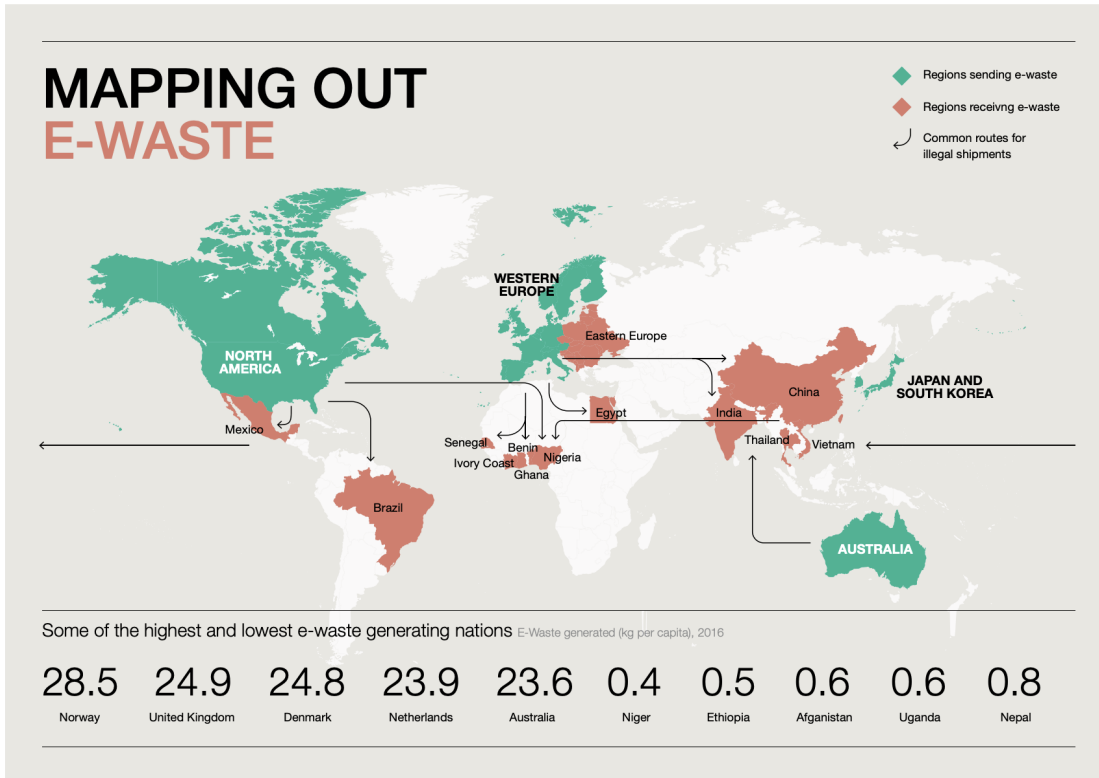 MAPPING OUT
E-WASTE
Regions sending e-waste
Regions receivng e-waste
Common routes for
illegal shipments
WESTERN
EUROPE
Eastern Europe
NORTH
AMERICA
JAPAN AND
SOUTH KOREA
China
Mexico
Egypt
India
Senegal
Benin
Thailand
Vietnam
Ivory Coast
Nigeria
Ghana
Brazil
AUSTRALIA
Some of the highest and lowest e-waste generating nations E-Waste generated (kg per capita), 2016
28.5 24.9 24.8 23.9 23.6 0.4 0.5 0.6 0.6 0.8
Norway United Kingdom Denmark Netherlands Australia Niger Ethiopia Afganistan Uganda Nepal